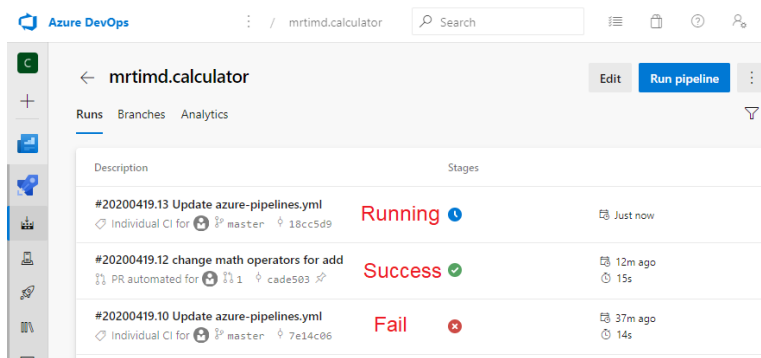 Azure DevOps / mrtimd.calculator Search
C
mrtimd.calculator Edit Run pipeline
Runs Branches Analytics
Description Stages
#20200419.13 Update azure-pipelines.yml
Individual CI for master 18cc5d9 Running Just now
#20200419.12 change math operators for add 12m ago
PR automated for 1 cade503 Success 15s
#20200419.10 Update azure-pipelines.yml 37m ago
Individual CI for master 7e14c06 Fail 14s